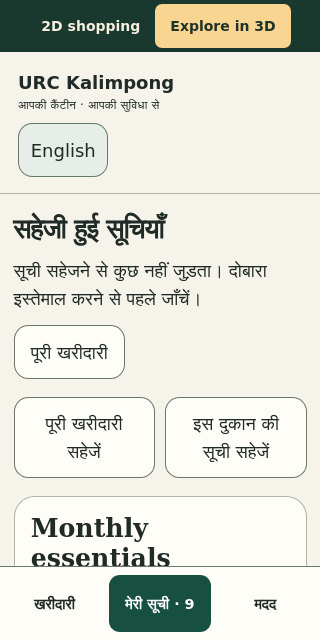 2D shopping
Explore in 3D
URC Kalimpong
आपकी कैंटीन · आपकी सुविधा से
English
सहेजी हुई सूचियाँ
सूची सहेजने से कुछ नहीं जुड़ता। दोबारा
इस्तेमाल करने से पहले जाँचें।
पूरी खरीदारी
पूरी खरीदारी
सहेजें
इस दुकान की
सूची सहेजें
Monthly
essentials
खरीदारी
मेरी सूची · 9
मदद